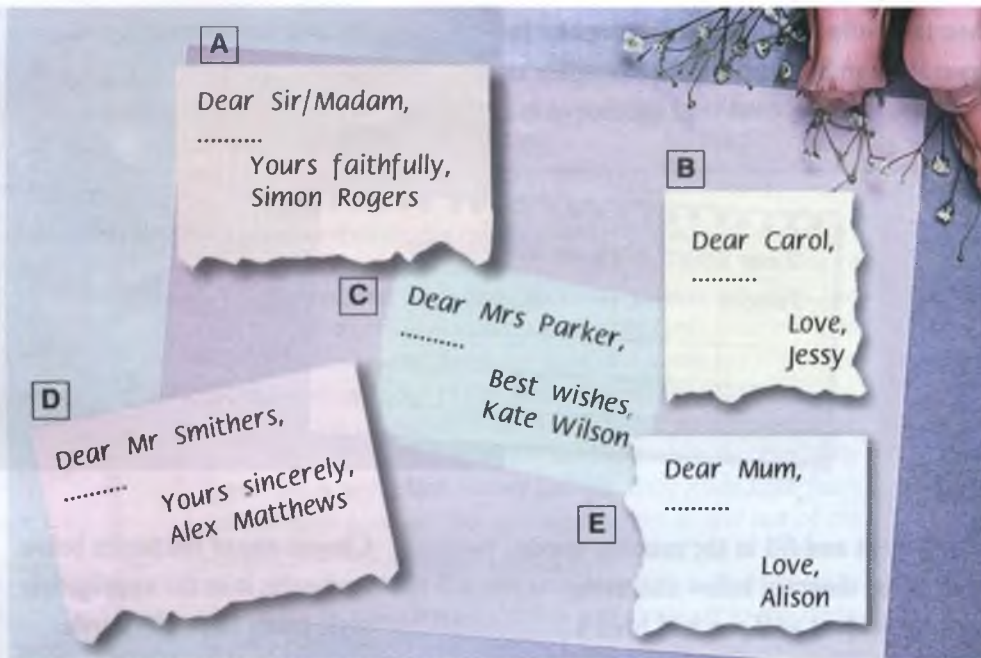 A
Dear Sir/Madam,
..........
Yours faithfully,
Simon Rogers
B
Dear Carol,
..........
Love,
Jessy
C
Dear Mrs Parker,
..........
Best wishes,
Kate Wilson
D
Dear Mr Smithers,
..........
Yours sincerely,
Alex Matthews
E
Dear Mum,
..........
Love,
Alison